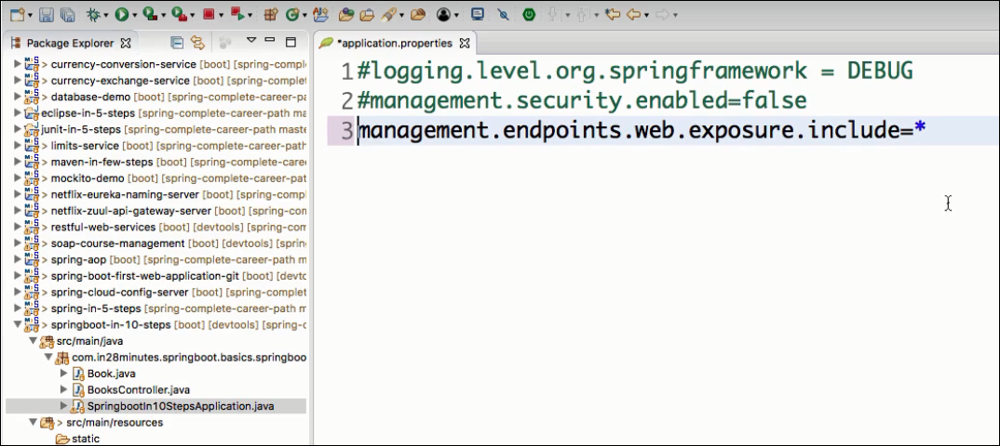 Package Explorer
*application.properties
> currency-conversion-service [boot] [spring-compl
> currency-exchange-service [boot] [spring-comple
> database-demo [boot] [spring-complete-career-pa
eclipse-in-5-steps [spring-complete-career-path ma
junit-in-5-steps [spring-complete-career-path maste
> limits-service [boot] [spring-complete-career-path
> maven-in-few-steps [spring-complete-career-path
> mockito-demo [boot] [spring-complete-career-pat
> netflix-eureka-naming-server [boot] [spring-comp
> netflix-zuul-api-gateway-server [boot] [spring-co
> restful-web-services [boot] [devtools] [spring-com
> soap-course-management [boot] [devtools] [sprin
> spring-aop [boot] [spring-complete-career-path m
> spring-boot-first-web-application-git [boot] [devto
> spring-cloud-config-server [boot] [spring-complet
> spring-in-5-steps [boot] [spring-complete-career-
> springboot-in-10-steps [boot] [devtools] [spring-c
src/main/java
com.in28minutes.springboot.basics.springboo
Book.java
BooksController.java
SpringbootIn10StepsApplication.java
> src/main/resources
static
1 #logging.level.org.springframework = DEBUG
2 #management.security.enabled=false
3 management.endpoints.web.exposure.include=*